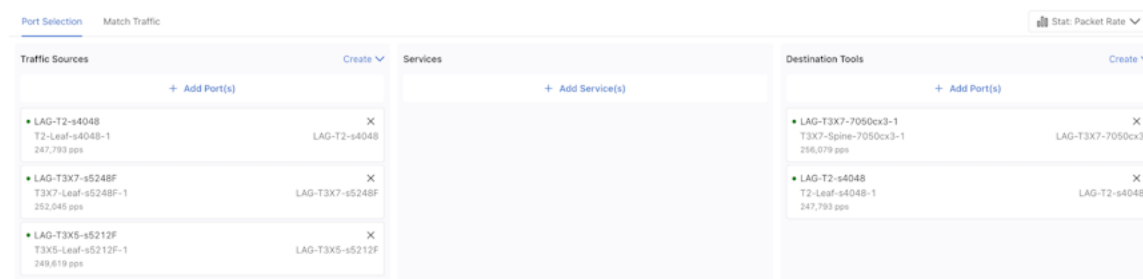 Port Selection Match Traffic Stat: Packet Rate
Traffic Sources Create
+ Add Port(s)
LAG-T2-s4048
T2-Leaf-s4048-1 LAG-T2-s4048
247,793 pps
LAG-T3X7-s5248F
T3X7-Leaf-s5248F-1 LAG-T3X7-s5248F
252,045 pps
LAG-T3X5-s5212F
T3X5-Leaf-s5212F-1 LAG-T3X5-s5212F
249,619 pps
Services
+ Add Service(s)
Destination Tools Create
+ Add Port(s)
LAG-T3X7-7050cx3-1
T3X7-Spine-7050cx3-1 LAG-T3X7-7050cx3
256,079 pps
LAG-T2-s4048
T2-Leaf-s4048-1 LAG-T2-s4048
247,793 pps